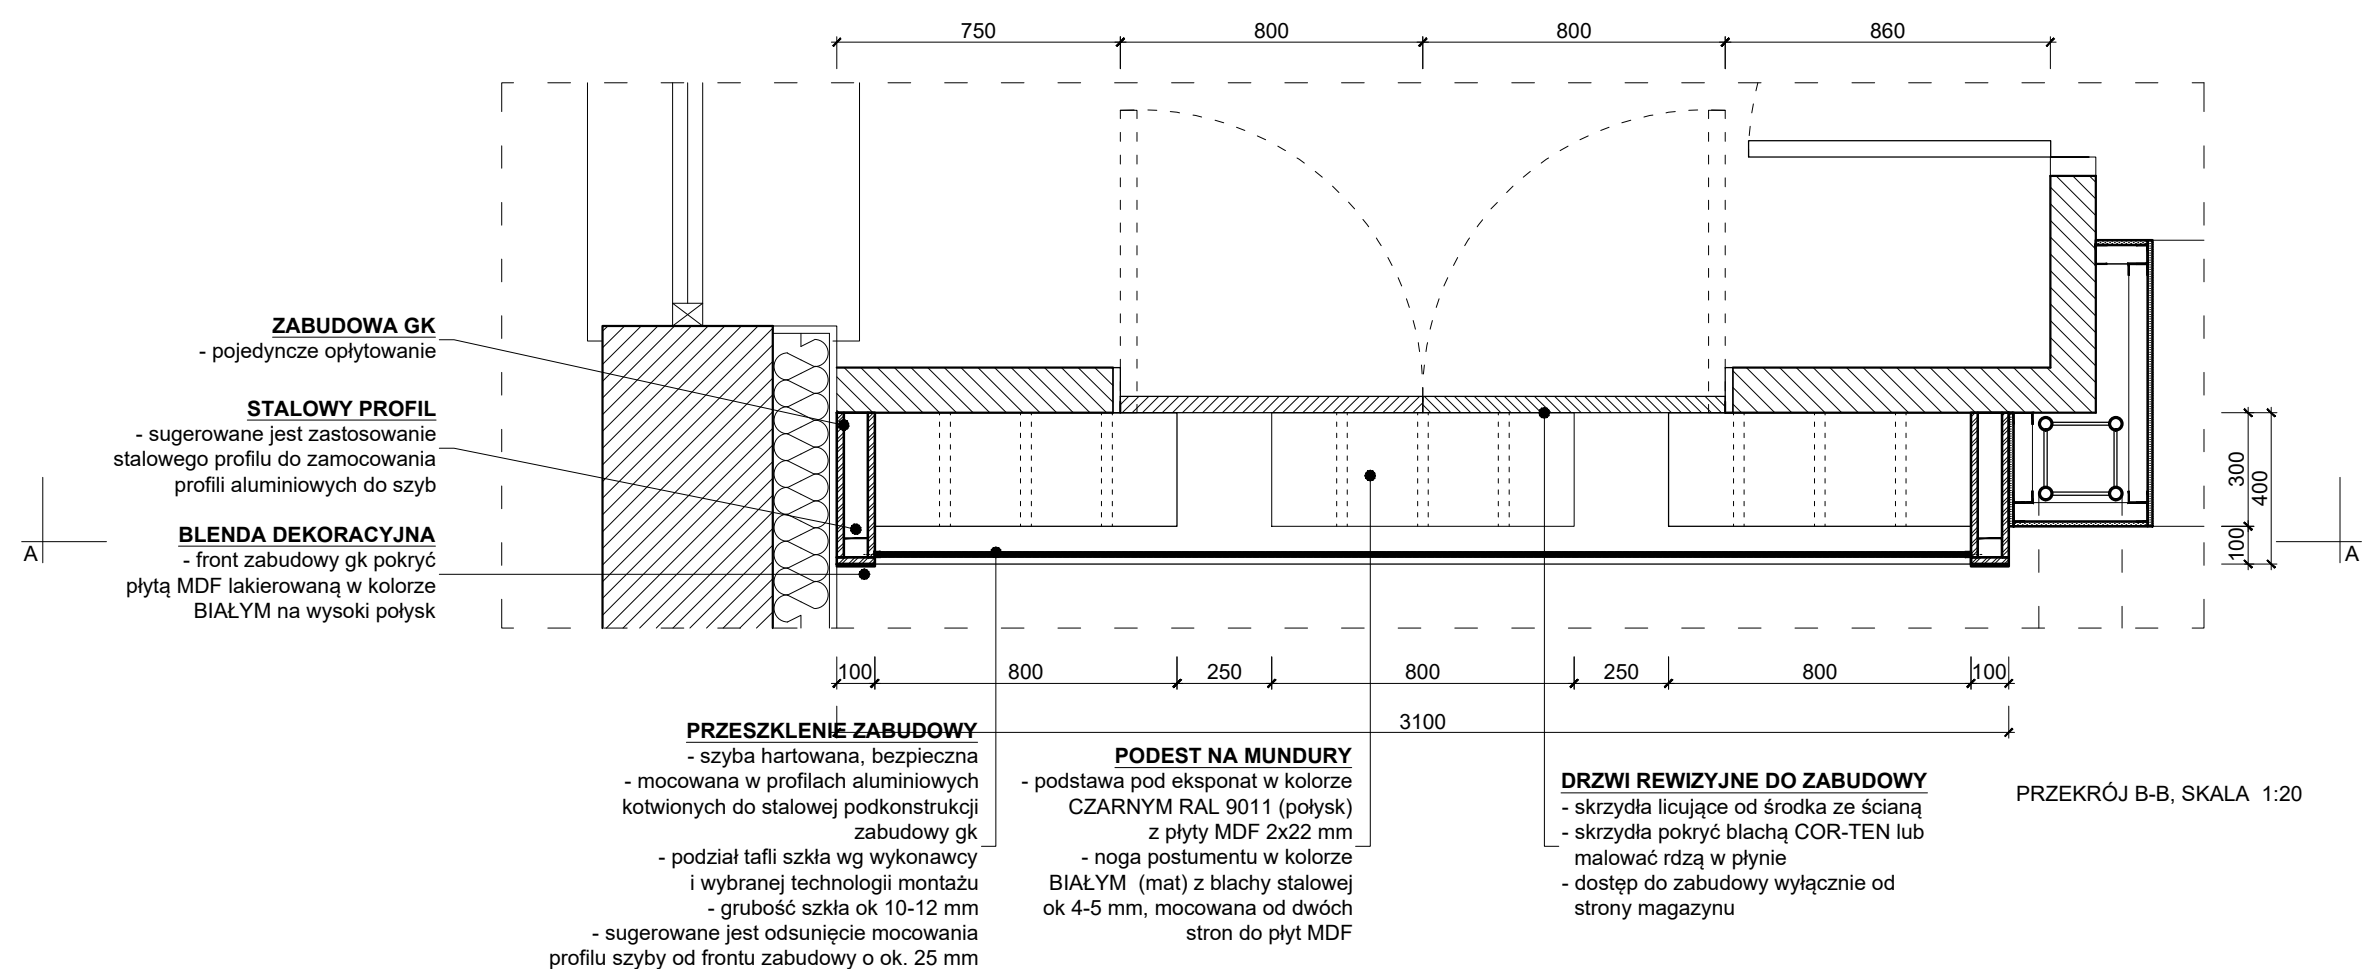 750
800
800
860
ZABUDOWA GK
- pojedyncze opłytowanie
STALOWY PROFIL
- sugerowane jest zastosowanie
stalowego profilu do zamocowania
profili aluminiowych do szyb
BLENDA DEKORACYJNA
- front zabudowy gk pokryć
płytą MDF lakierowaną w kolorze
BIAŁYM na wysoki połysk
A
A
300
400
100
100
800
250
800
250
800
100
3100
PRZESZKLENIE ZABUDOWY
- szyba hartowana, bezpieczna
- mocowana w profilach aluminiowych
kotwionych do stalowej podkonstrukcji
zabudowy gk
- podział tafli szkła wg wykonawcy
i wybranej technologii montażu
- grubość szkła ok 10-12 mm
- sugerowane jest odsunięcie mocowania
profilu szyby od frontu zabudowy o ok. 25 mm
PODEST NA MUNDURY
- podstawa pod eksponat w kolorze
CZARNYM RAL 9011 (połysk)
z płyty MDF 2x22 mm
- noga postumentu w kolorze
BIAŁYM  (mat) z blachy stalowej
ok 4-5 mm, mocowana od dwóch
stron do płyt MDF
DRZWI REWIZYJNE DO ZABUDOWY
- skrzydła licujące od środka ze ścianą
- skrzydła pokryć blachą COR-TEN lub
malować rdzą w płynie
- dostęp do zabudowy wyłącznie od
strony magazynu
PRZEKRÓJ B-B, SKALA  1:20